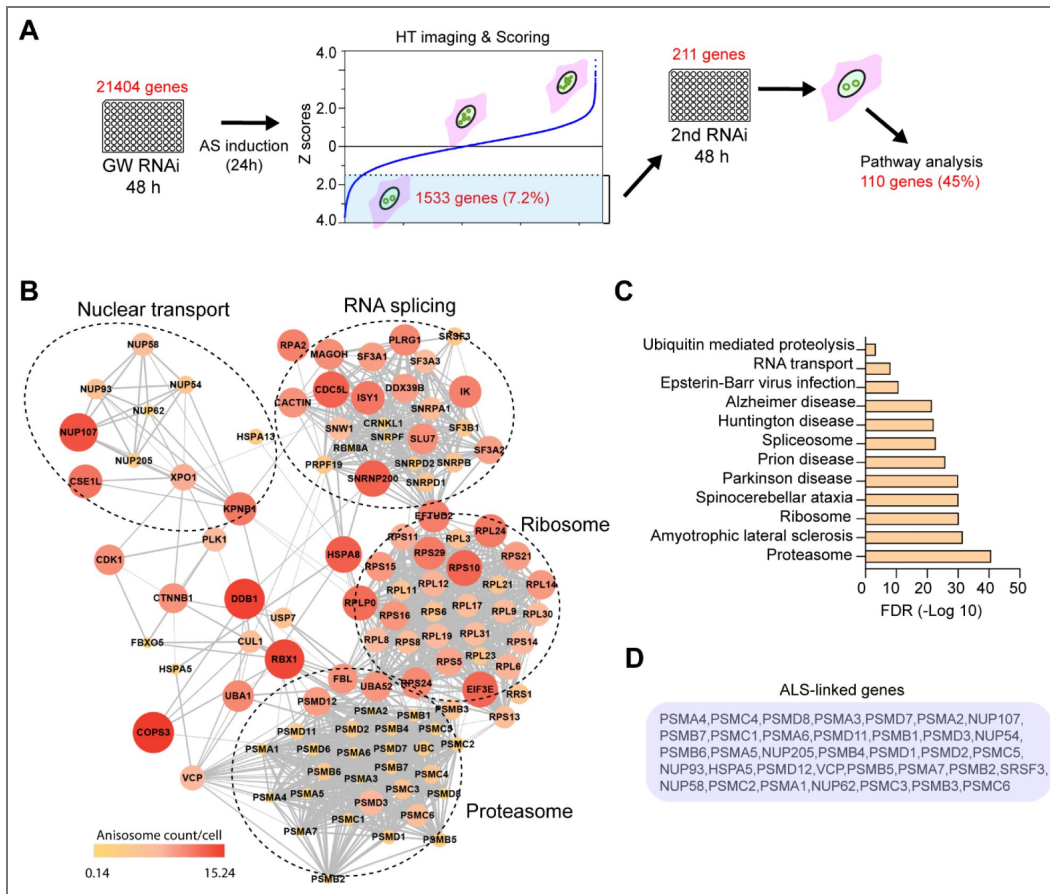 A
HT imaging & Scoring
21404 genes
GW RNAi
48 h
AS induction
(24h)
Z scores
4.0
2.0
0
2.0
4.0
1533 genes (7.2%)
211 genes
2nd RNAi
48 h
Pathway analysis
110 genes (45%)
B
Nuclear transport
RNA splicing
Ribosome
Proteasome
NUP58
NUP93
NUP54
NUP62
NUP107
NUP205
HSPA13
CSE1L
XPO1
KPNB1
RPA2
MAGOH
SF3A1
PLRG1
SRSF3
SF3A3
CDC5L
ISY1
DDX39B
IK
CACTIN
SNRPA1
SNW1
CRNKL1
SNRPF
SF3B1
RBM8A
SLU7
SF3A2
PRPF19
SNRPD2
SNRPB
SNRNP200
SNRPD1
EFTUD2
PLK1
CDK1
HSPA8
CTNNB1
DDB1
USP7
FBXO5
CUL1
HSPA5
RBX1
UBA1
COPS3
VCP
RPS11
RPL3
RPL24
RPS15
RPS29
RPS10
RPS21
RPL11
RPL12
RPL21
RPL14
RPLP0
RPS16
RPS6
RPL17
RPL9
RPL30
RPL8
RPS8
RPL19
RPL31
RPS14
RPS5
RPL23
RPL6
RPS24
EIF3E
RRS1
RPS13
FBL
UBA52
PSMD12
PSMA2
PSMB1
PSMB3
PSMD11
PSMD2
PSMB4
PSMC5
PSMA1
PSMD6
PSMA6
PSMD7
UBC
PSMC2
PSMB6
PSMA3
PSMB7
PSMC4
PSMA4
PSMA5
PSMC3
PSMD8
PSMD3
PSMA7
PSMC1
PSMC6
PSMD1
PSMB5
PSMB2
Anisosome count/cell
0.14
15.24
C
Ubiquitin mediated proteolysis
RNA transport
Epsterin-Barr virus infection
Alzheimer disease
Huntington disease
Spliceosome
Prion disease
Parkinson disease
Spinocerebellar ataxia
Ribosome
Amyotrophic lateral sclerosis
Proteasome
0 10 20 30 40 50
FDR (-Log 10)
D
ALS-linked genes
PSMA4,PSMC4,PSMD8,PSMA3,PSMD7,PSMA2,NUP107,
PSMB7,PSMC1,PSMA6,PSMD11,PSMB1,PSMD3,NUP54,
PSMB6,PSMA5,NUP205,PSMB4,PSMD1,PSMD2,PSMC5,
NUP93,HSPA5,PSMD12,VCP,PSMB5,PSMA7,PSMB2,SRSF3,
NUP58,PSMC2,PSMA1,NUP62,PSMC3,PSMB3,PSMC6